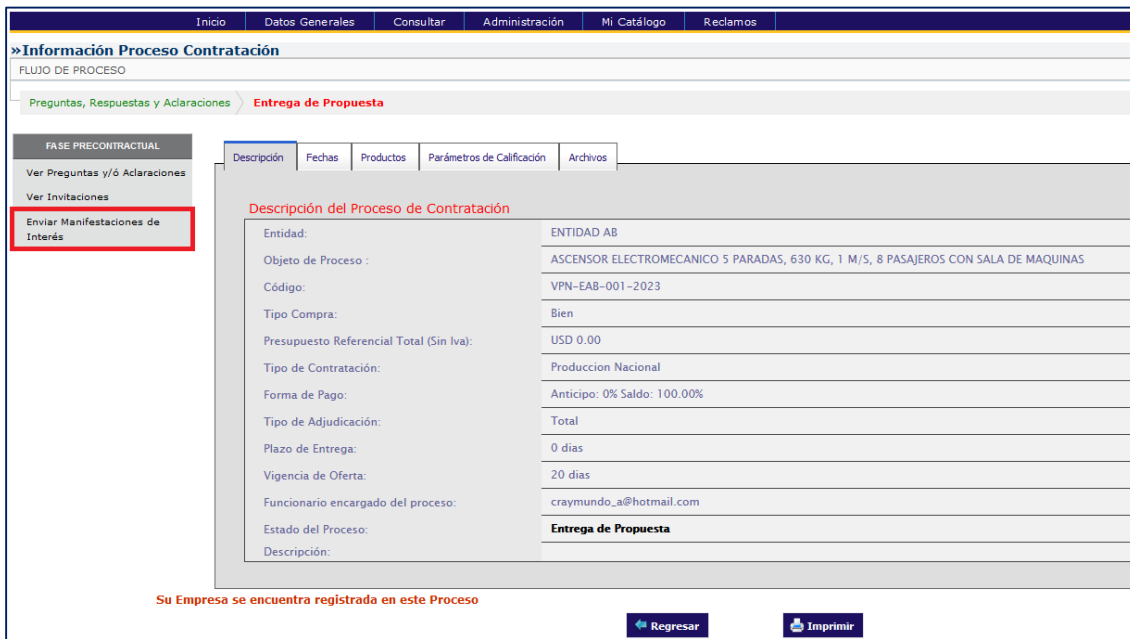 Inicio Datos Generales Consultar Administración Mi Catálogo Reclamos
»Información Proceso Contratación
FLUJO DE PROCESO
Preguntas, Respuestas y Aclaraciones Entrega de Propuesta
FASE PRECONTRACTUAL
Ver Preguntas y/ó Aclaraciones
Ver Invitaciones
Enviar Manifestaciones de
Interés
Descripción Fechas Productos Parámetros de Calificación Archivos
Descripción del Proceso de Contratación
Entidad: ENTIDAD AB
Objeto de Proceso : ASCENSOR ELECTROMECANICO 5 PARADAS, 630 KG, 1 M/S, 8 PASAJEROS CON SALA DE MAQUINAS
Código: VPN-EAB-001-2023
Tipo Compra: Bien
Presupuesto Referencial Total (Sin Iva): USD 0.00
Tipo de Contratación: Produccion Nacional
Forma de Pago: Anticipo: 0% Saldo: 100.00%
Tipo de Adjudicación: Total
Plazo de Entrega: 0 dias
Vigencia de Oferta: 20 dias
Funcionario encargado del proceso: craymundo_a@hotmail.com
Estado del Proceso: Entrega de Propuesta
Descripción:
Su Empresa se encuentra registrada en este Proceso
Regresar Imprimir